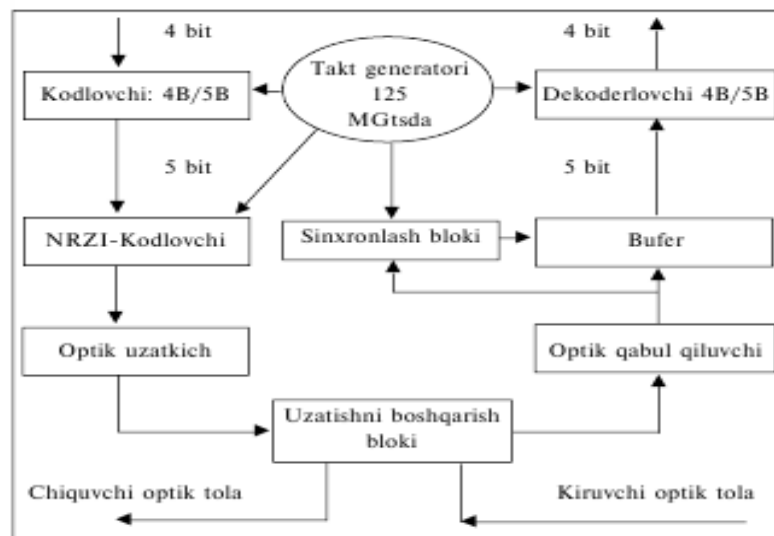 4 bit
4 bit
Kodlovchi: 4B/5B
Takt generatori
125
MGtsda
Dekoderlovchi 4B/5B
5 bit
5 bit
NRZI-Kodlovchi
Sinxronlash bloki
Bufer
Optik uzatkich
Optik qabul qiluvchi
Uzatishni boshqarish
bloki
Chiquvchi optik tola
Kiruvchi optik tola